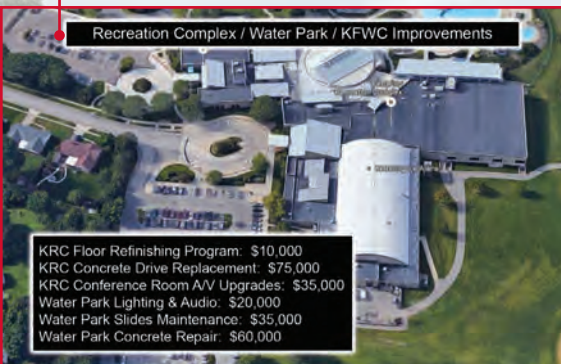 Recreation Complex / Water Park / KFWC Improvements
KRC Floor Refinishing Program: $10,000
KRC Concrete Drive Replacement: $75,000
KRC Conference Room A/V Upgrades: $35,000
Water Park Lighting & Audio: $20,000
Water Park Slides Maintenance: $35,000
Water Park Concrete Repair: $60,000